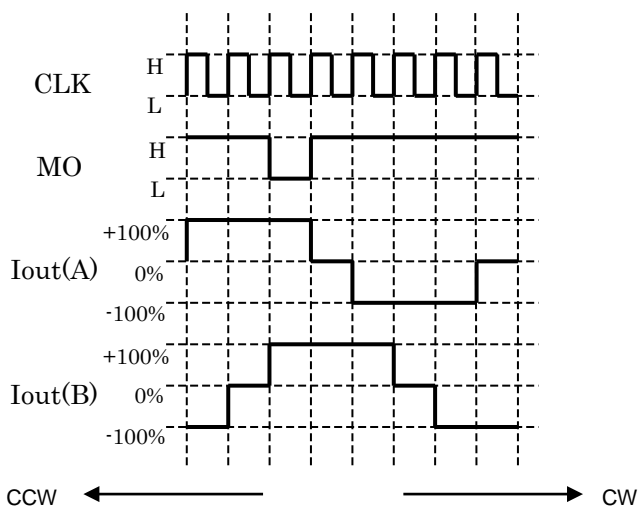 CLK
H
L
MO
H
L
Iout(A)
+100%
0%
-100%
Iout(B)
+100%
0%
-100%
CCW
CW